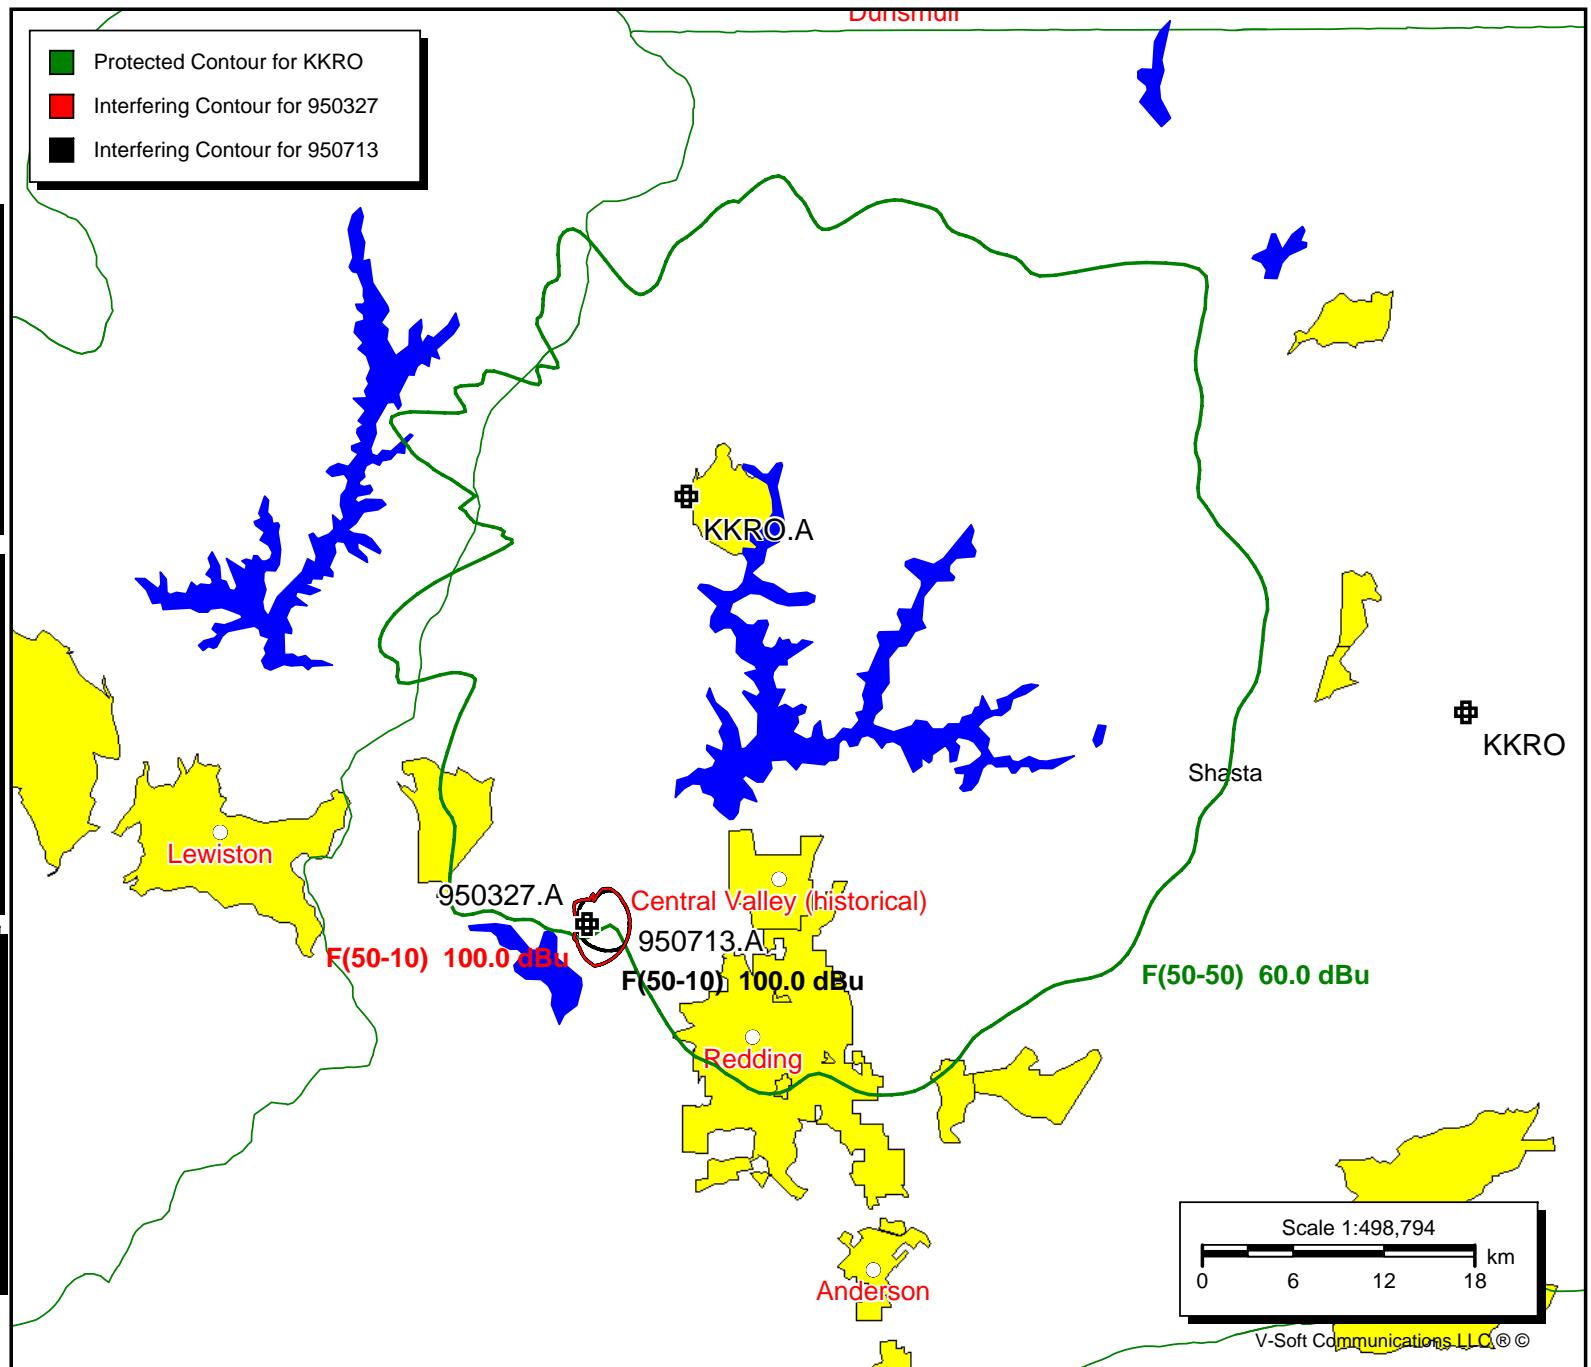 Dunsmuir
Protected Contour for KKRO
Interfering Contour for 950327
Interfering Contour for 950713
KKRO.A
KKRO
Shasta
Lewiston
950327.A
Central Valley (historical)
950713.A
F(50-10) 100.0 dBu
F(50-10) 100.0 dBu
F(50-50) 60.0 dBu
Redding
Anderson
Scale 1:498,794
km
0 6 12 18
V-Soft Communications LLC ® ©